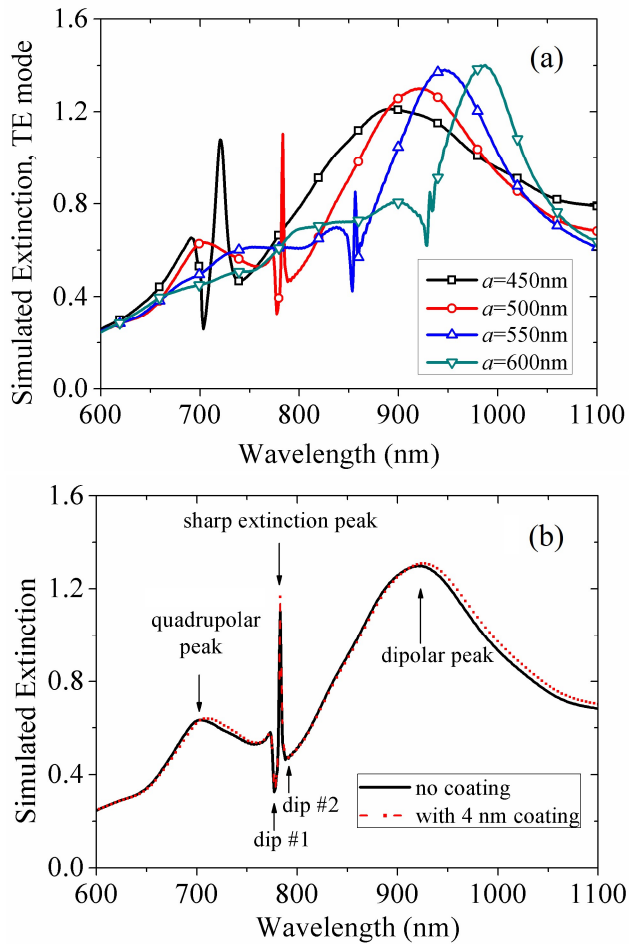 1.6
(a)
1.2
0.8
0.4
0.0
Simulated Extinction, TE mode
a=450nm
a=500nm
a=550nm
a=600nm
600 700 800 900 1000 1100
Wavelength (nm)
1.6
(b)
sharp extinction peak
1.2
quadrupolar
peak
dipolar peak
0.8
0.4
0.0
Simulated Extinction
no coating
with 4 nm coating
dip #2
dip #1
600 700 800 900 1000 1100
Wavelength (nm)